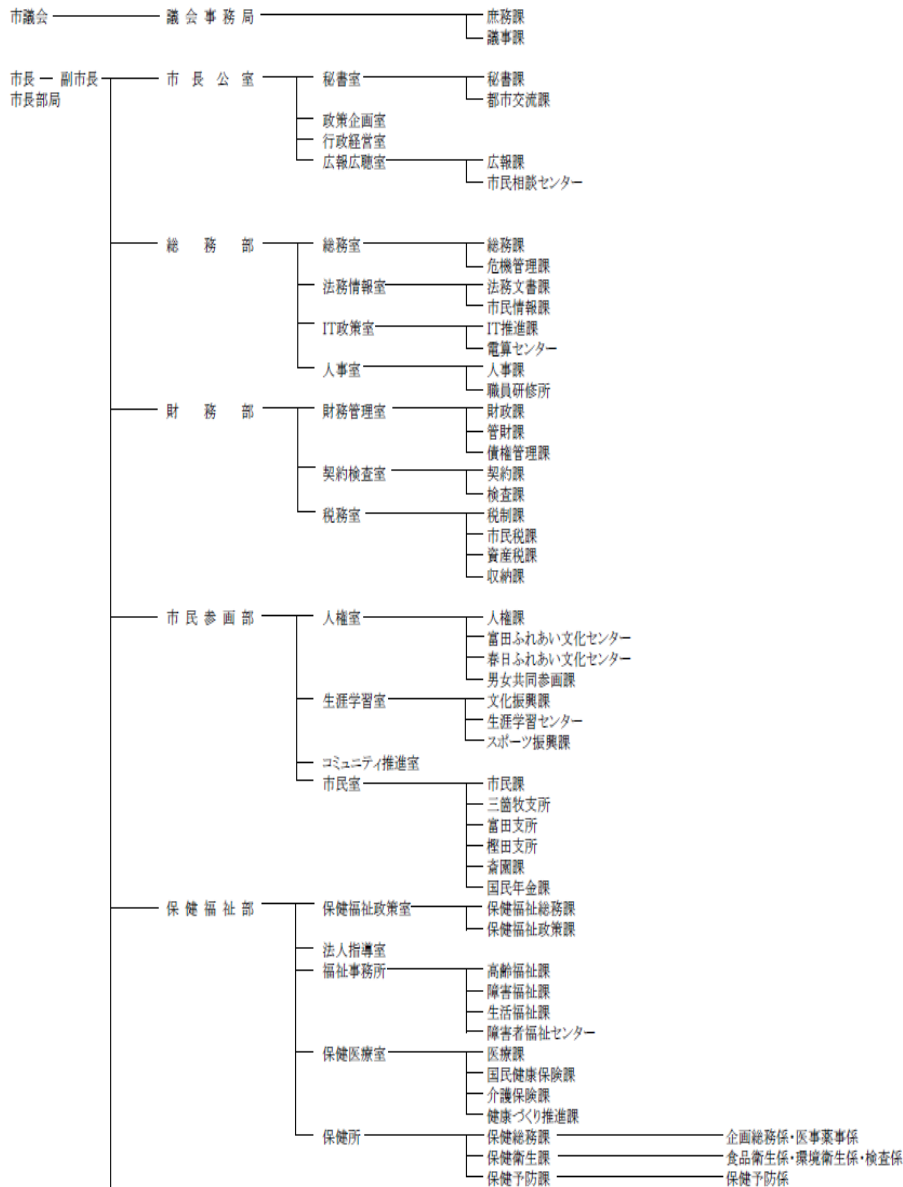 市議会 議会事務局 庶務課
議事課
市長 副市長 市長公室 秘書室 秘書課
市長部局 都市交流課
政策企画室
行政経営室
広報広聴室 広報課
市民相談センター
総務部 総務室 総務課
危機管理課
法務情報室 法務文書課
市民情報課
IT政策室 IT推進課
電算センター
人事室 人事課
職員研修所
財務部 財務管理室 財政課
管財課
債権管理課
契約検査室 契約課
検査課
税務室 税制課
市民税課
資産税課
収納課
市民参画部 人権室 人権課
富田ふれあい文化センター
春日ふれあい文化センター
男女共同参画課
生涯学習室 文化振興課
生涯学習センター
スポーツ振興課
コミュニティ推進室
市民室 市民課
三箇牧支所
富田支所
樫田支所
斎園課
国民年金課
保健福祉部 保健福祉政策室 保健福祉総務課
保健福祉政策課
法人指導室
福祉事務所 高齢福祉課
障害福祉課
生活福祉課
障害者福祉センター
保健医療室 医療課
国民健康保険課
介護保険課
健康づくり推進課
保健所 保健総務課 企画総務係・医事薬事係
保健衛生課 食品衛生係・環境衛生係・検査係
保健予防課 保健予防係